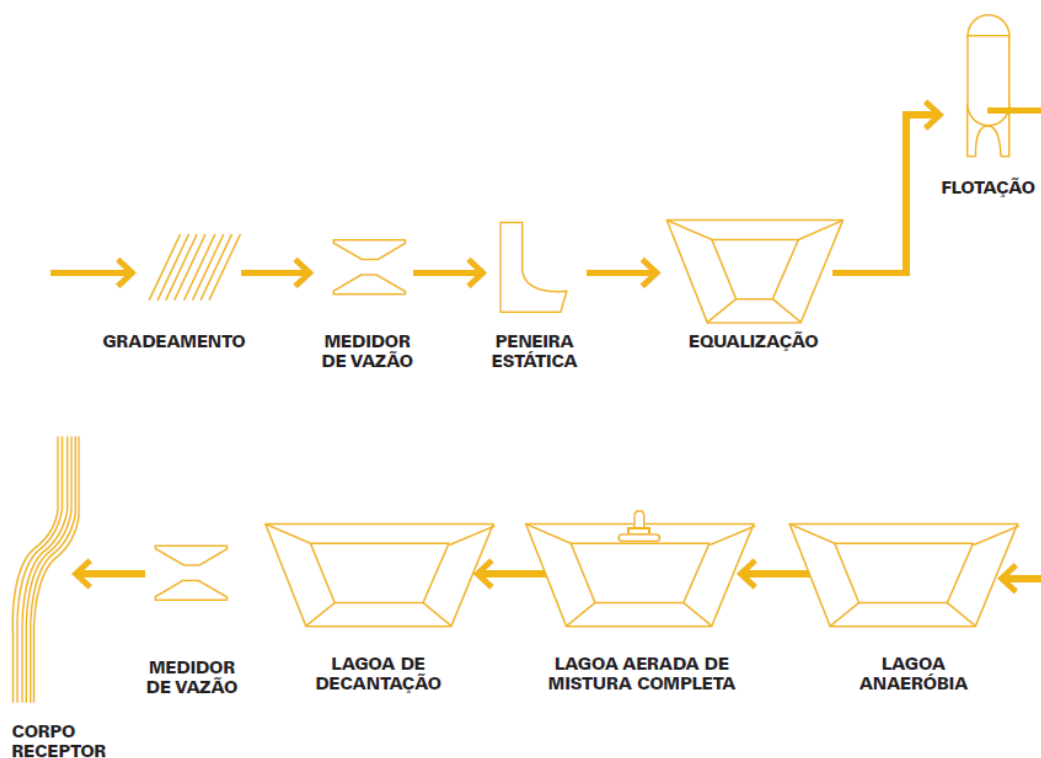 FLOTAÇÃO
GRADEAMENTO
MEDIDOR
DE VAZÃO
PENEIRA
ESTÁTICA
EQUALIZAÇÃO
LAGOA
ANAERÓBIA
LAGOA AERADA DE
MISTURA COMPLETA
LAGOA DE
DECANTAÇÃO
MEDIDOR
DE VAZÃO
CORPO
RECEPTOR